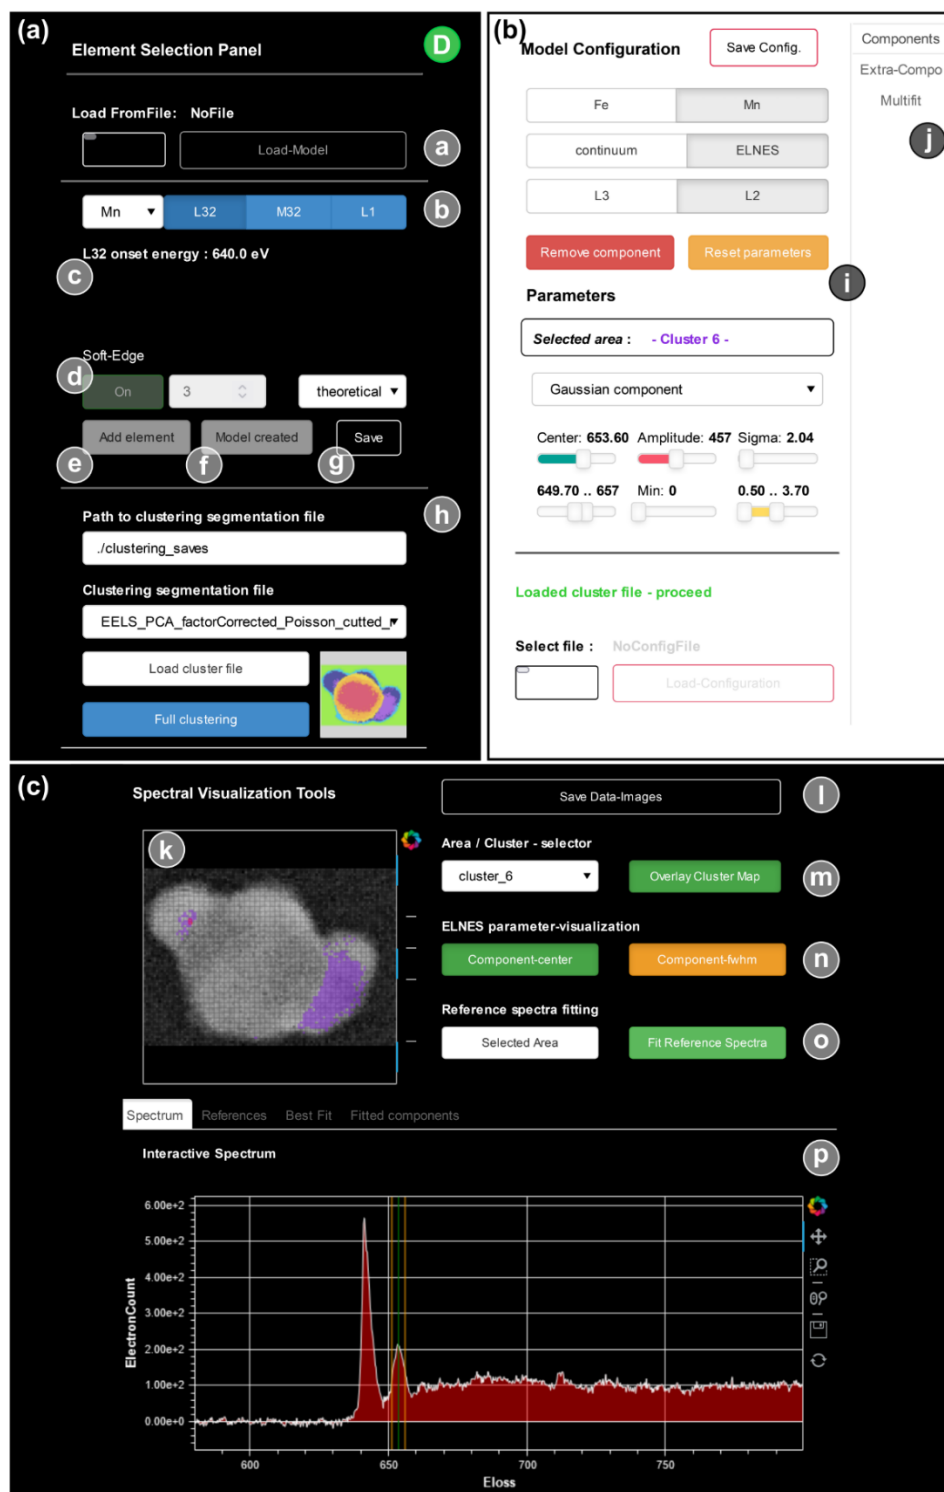 (a)
Element Selection Panel
D
Load FromFile: NoFile
Load-Model
a
Mn L32 M32 L1
b
L32 onset energy : 640.0 eV
c
Soft-Edge
d
On 3 theoretical
Add element Model created Save
e f g
h
Path to clustering segmentation file
./clustering_saves
Clustering segmentation file
EELS_PCA_factorCorrected_Poisson_cutted_
Load cluster file
Full clustering
(b)
Model Configuration Save Config.
Components
Extra-Compo
Multifit
j
Fe Mn
continuum ELNES
L3 L2
Remove component Reset parameters
i
Parameters
Selected area : - Cluster 6 -
Gaussian component
Center: 653.60 Amplitude: 457 Sigma: 2.04
649.70 .. 657 Min: 0 0.50 .. 3.70
Loaded cluster file - proceed
Select file : NoConfigFile
Load-Configuration
(c)
Spectral Visualization Tools
Save Data-Images
l
k
Area / Cluster - selector
cluster_6 Overlay Cluster Map
m
ELNES parameter-visualization
Component-center Component-fwhm
n
Reference spectra fitting
Selected Area Fit Reference Spectra
o
Spectrum References Best Fit Fitted components
Interactive Spectrum
p
6.00e+2
5.00e+2
4.00e+2
3.00e+2
2.00e+2
1.00e+2
0.00e+0
ElectronCount
600 650 700 750
Eloss